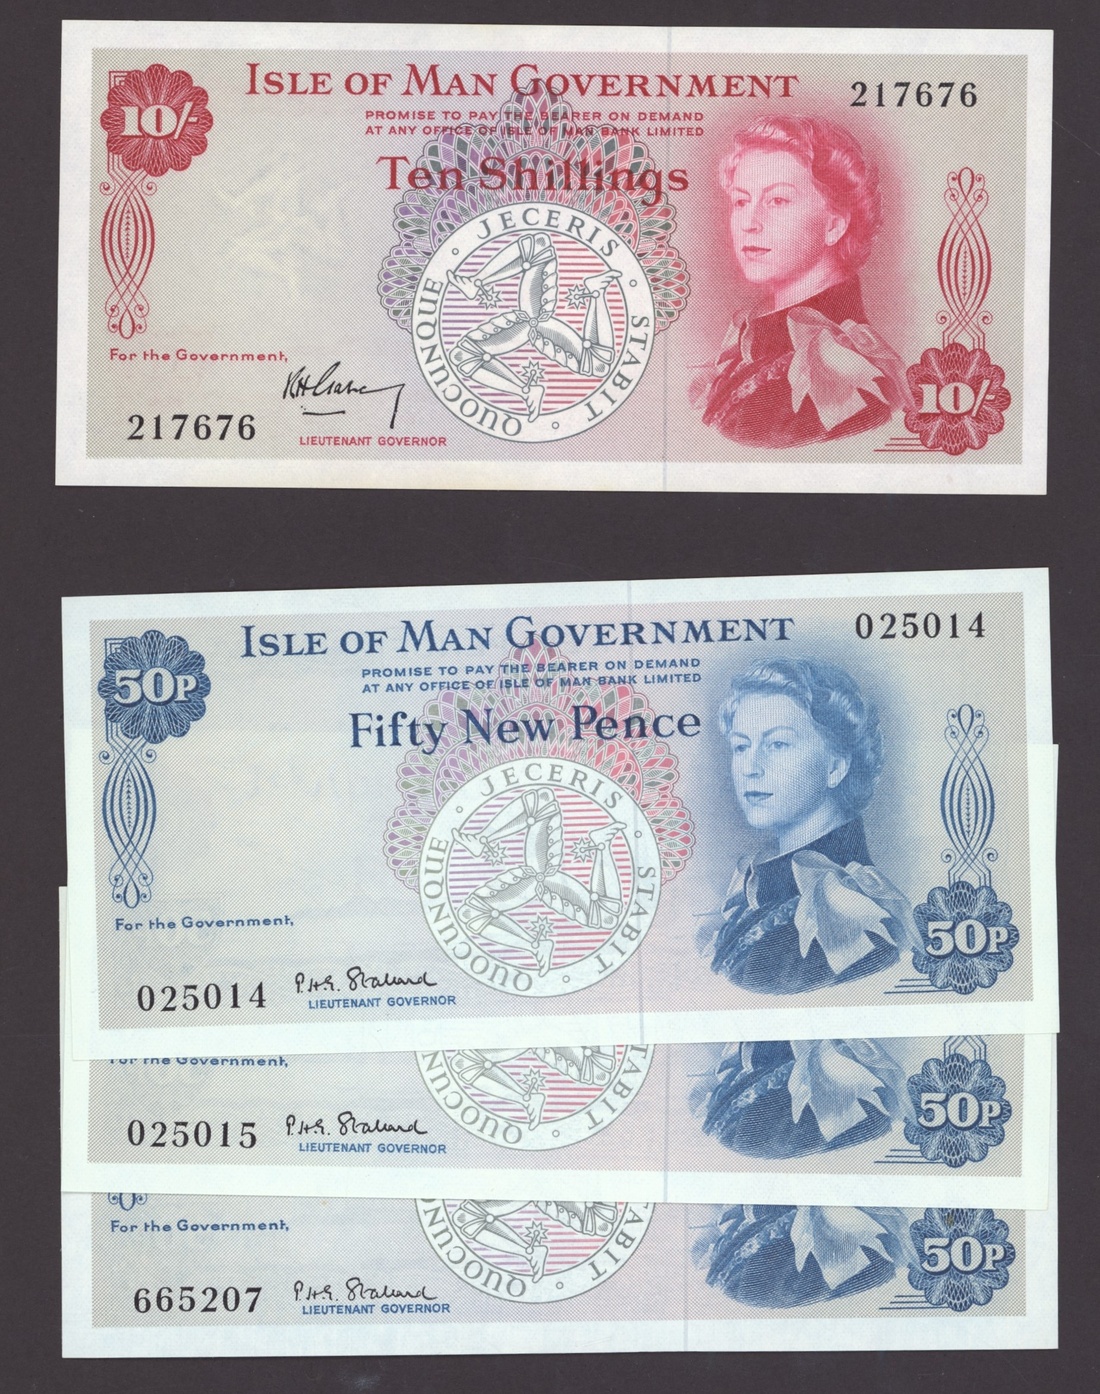 10/-
ISLE OF MAN GOVERNMENT
217676
PROMISE TO PAY THE BEARER ON DEMAND
AT ANY OFFICE OF ISLE OF MAN BANK LIMITED
Ten Shillings
QUOCUNQUE · JECERIS · STABIT ·
For the Government,
217676
LIEUTENANT GOVERNOR
10/-
50P
ISLE OF MAN GOVERNMENT
025014
PROMISE TO PAY THE BEARER ON DEMAND
AT ANY OFFICE OF ISLE OF MAN BANK LIMITED
Fifty New Pence
QUOCUNQUE · JECERIS · STABIT ·
For the Government,
025014
P.H.G. Stallard
LIEUTENANT GOVERNOR
50P
For the Government,
025015
P.H.G. Stallard
LIEUTENANT GOVERNOR
50P
For the Government,
665207
P.H.G. Stallard
LIEUTENANT GOVERNOR
50P